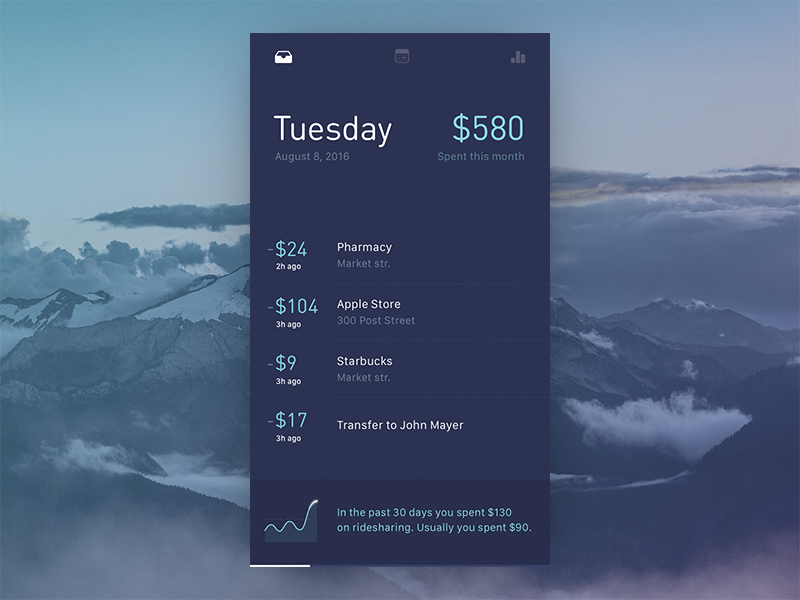 Tuesday
$580
August 8, 2016
Spent this month
-$24
Pharmacy
2h ago
Market str.
-$104
Apple Store
3h ago
300 Post Street
-$9
Starbucks
3h ago
Market str.
-$17
Transfer to John Mayer
3h ago
In the past 30 days you spent $130
on ridesharing. Usually you spent $90.